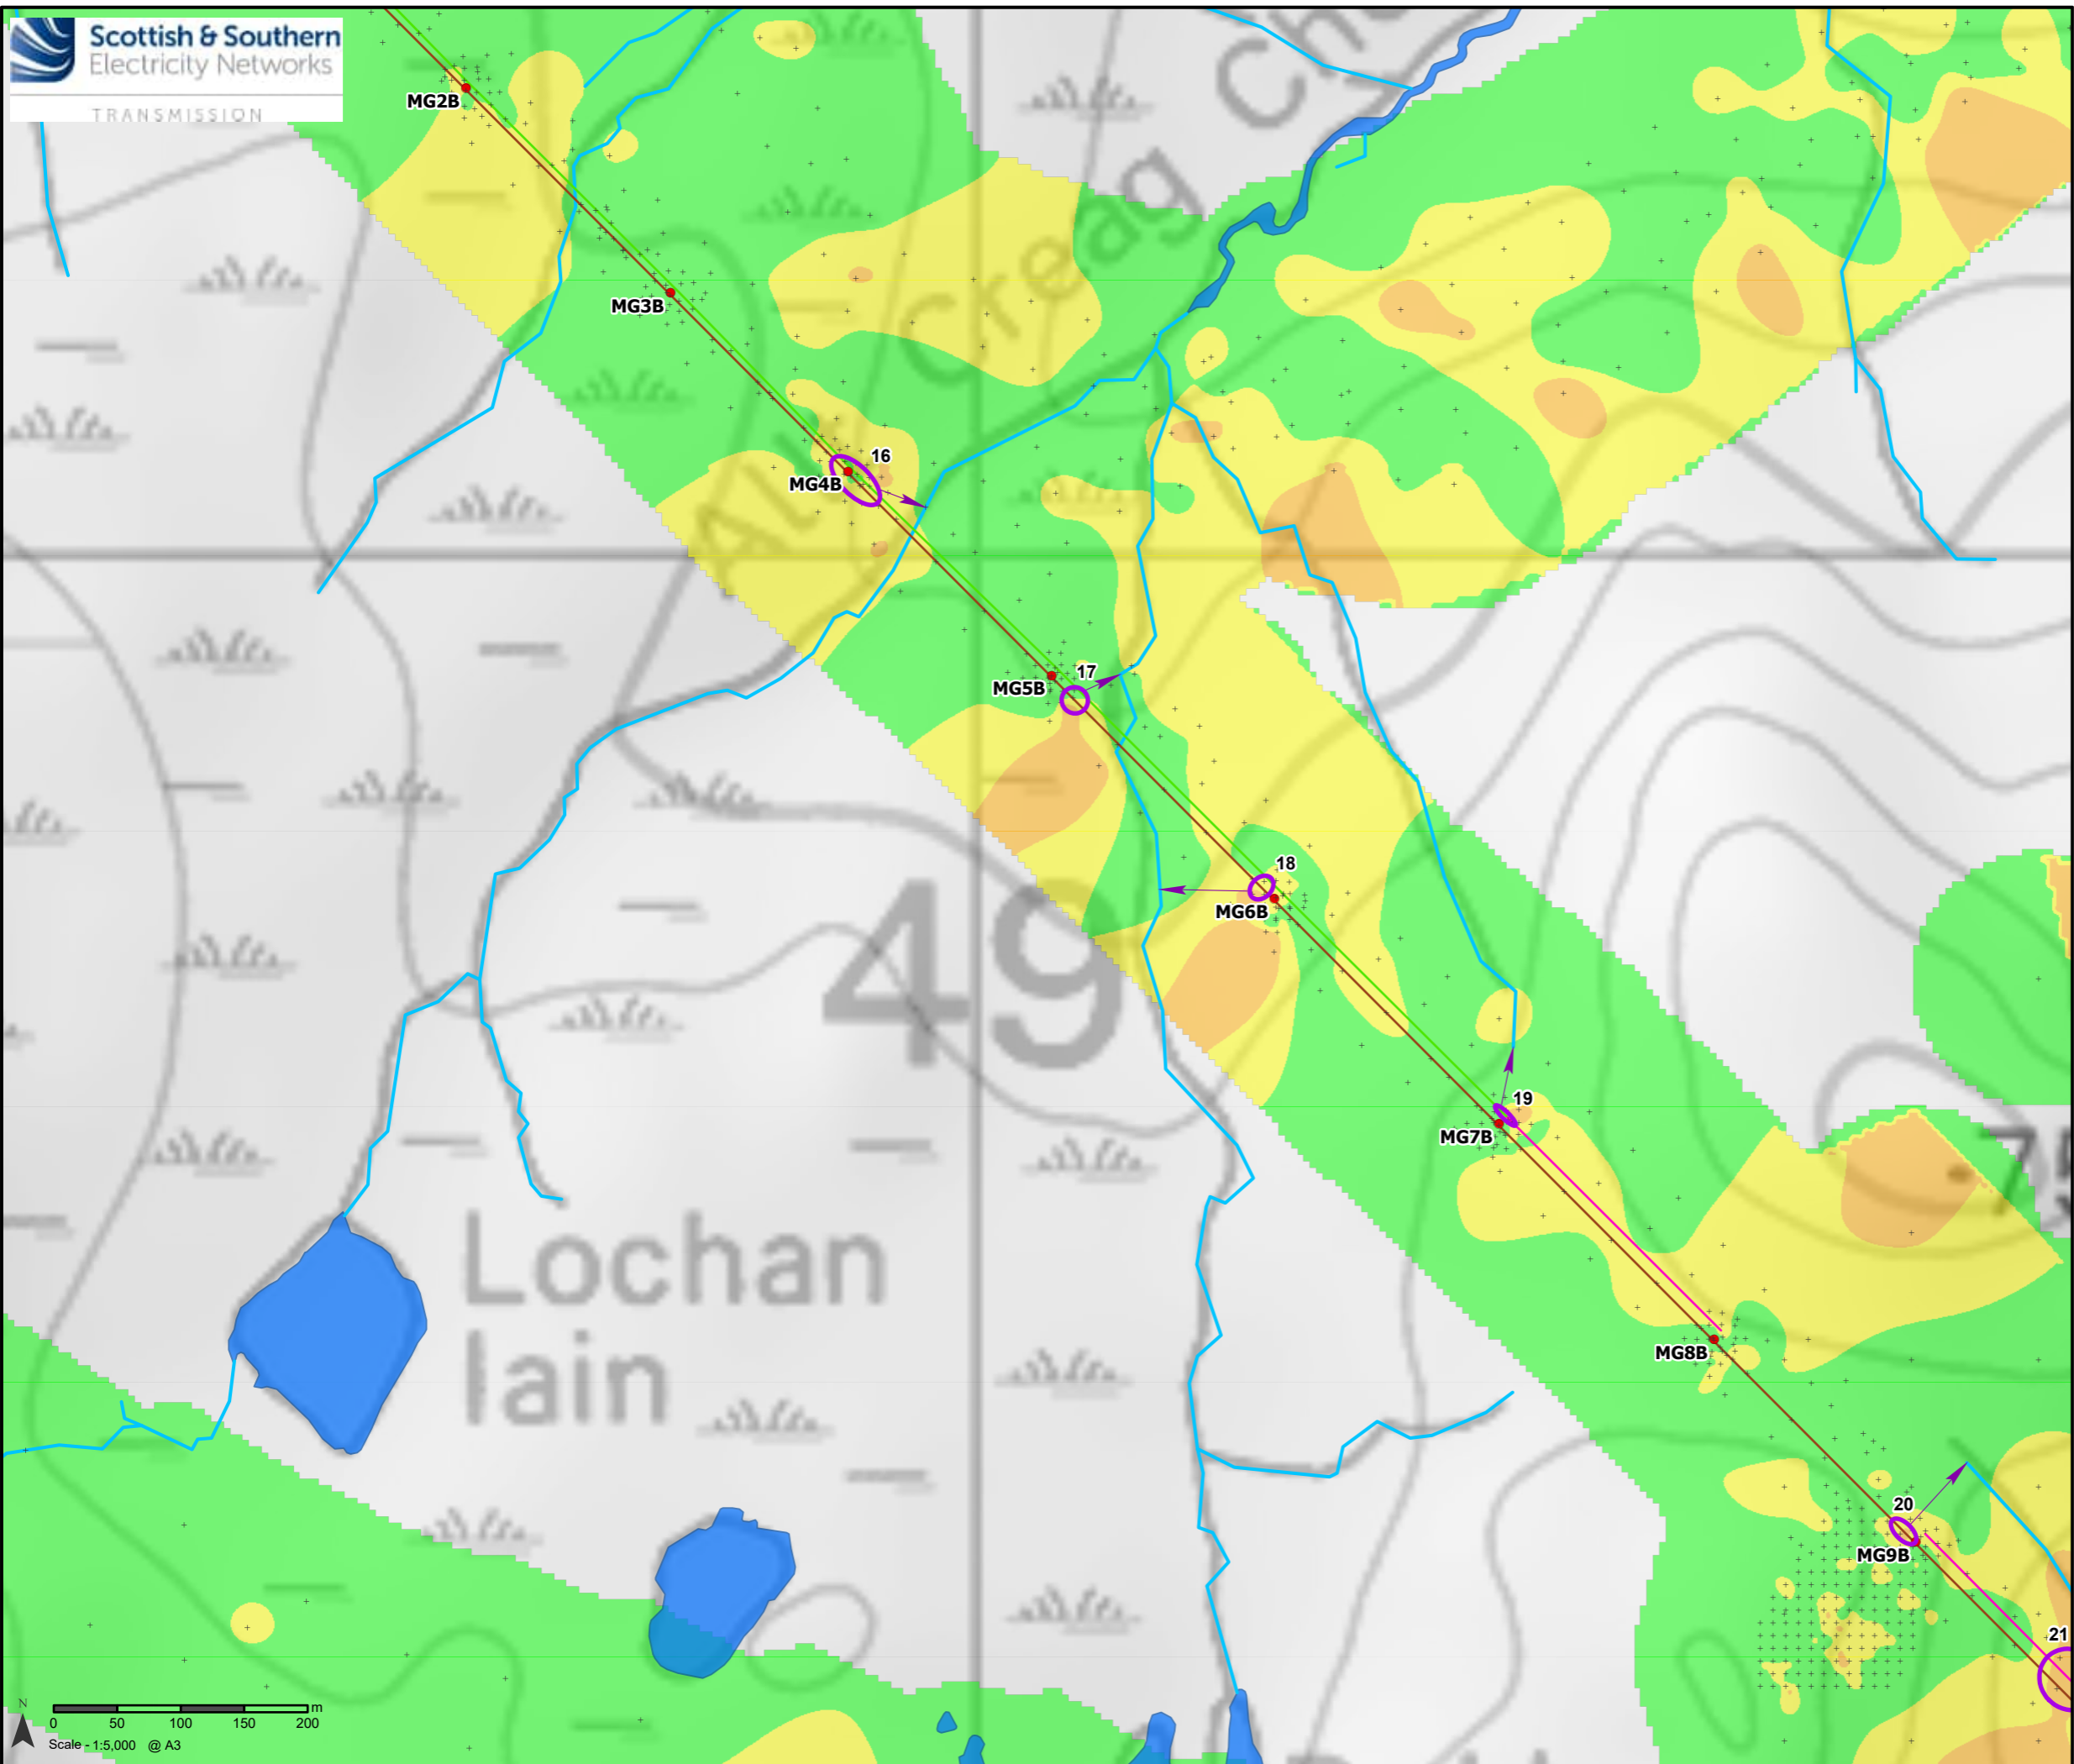 Scottish & Southern
Electricity Networks
TRANSMISSION
MG2B
Creag
MG3B
16
MG4B
17
MG5B
18
MG6B
49
19
MG7B
Lochan
Iain
MG8B
20
MG9B
21
N
m
0 50 100 150 200
Scale - 1:5,000 @ A3